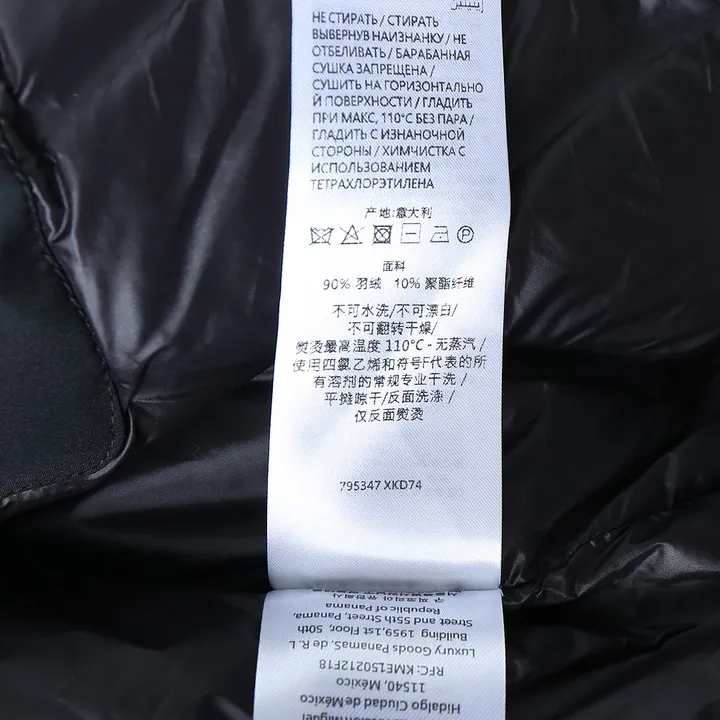 НЕ СТИРАТЬ / СТИРАТЬ
ВЫВЕРНУВ НАИЗНАНКУ / НЕ
ОТБЕЛИВАТЬ / БАРАБАННАЯ
СУШКА ЗАПРЕЩЕНА /
СУШИТЬ НА ГОРИЗОНТАЛЬНО
Й ПОВЕРХНОСТИ / ГЛАДИТЬ
ПРИ МАКС, 110°С БЕЗ ПАРА /
ГЛАДИТЬ С ИЗНАНОЧНОЙ
СТОРОНЫ / ХИМЧИСТКА С
ИСПОЛЬЗОВАНИЕМ
ТЕТРАХЛОРЭТИЛЕНА
产地:意大利
P
面料
90% 羽绒 10% 聚酯纤维
不可水洗/不可漂白/
不可翻转干燥/
熨烫最高温度 110°C - 无蒸汽 /
使用四氯乙烯和符号F代表的所
有溶剂的常规专业干洗 /
平摊晾干/反面洗涤 /
仅反面熨烫
795347 XKD74
Hidalgo Ciudad de México
11540, México
RFC: KME150212F18
Luxury Goods PanamaS. de R. L
Building 1959,1st Floor, 50th
Street and 55th Street, Panama,
Republic of Panama